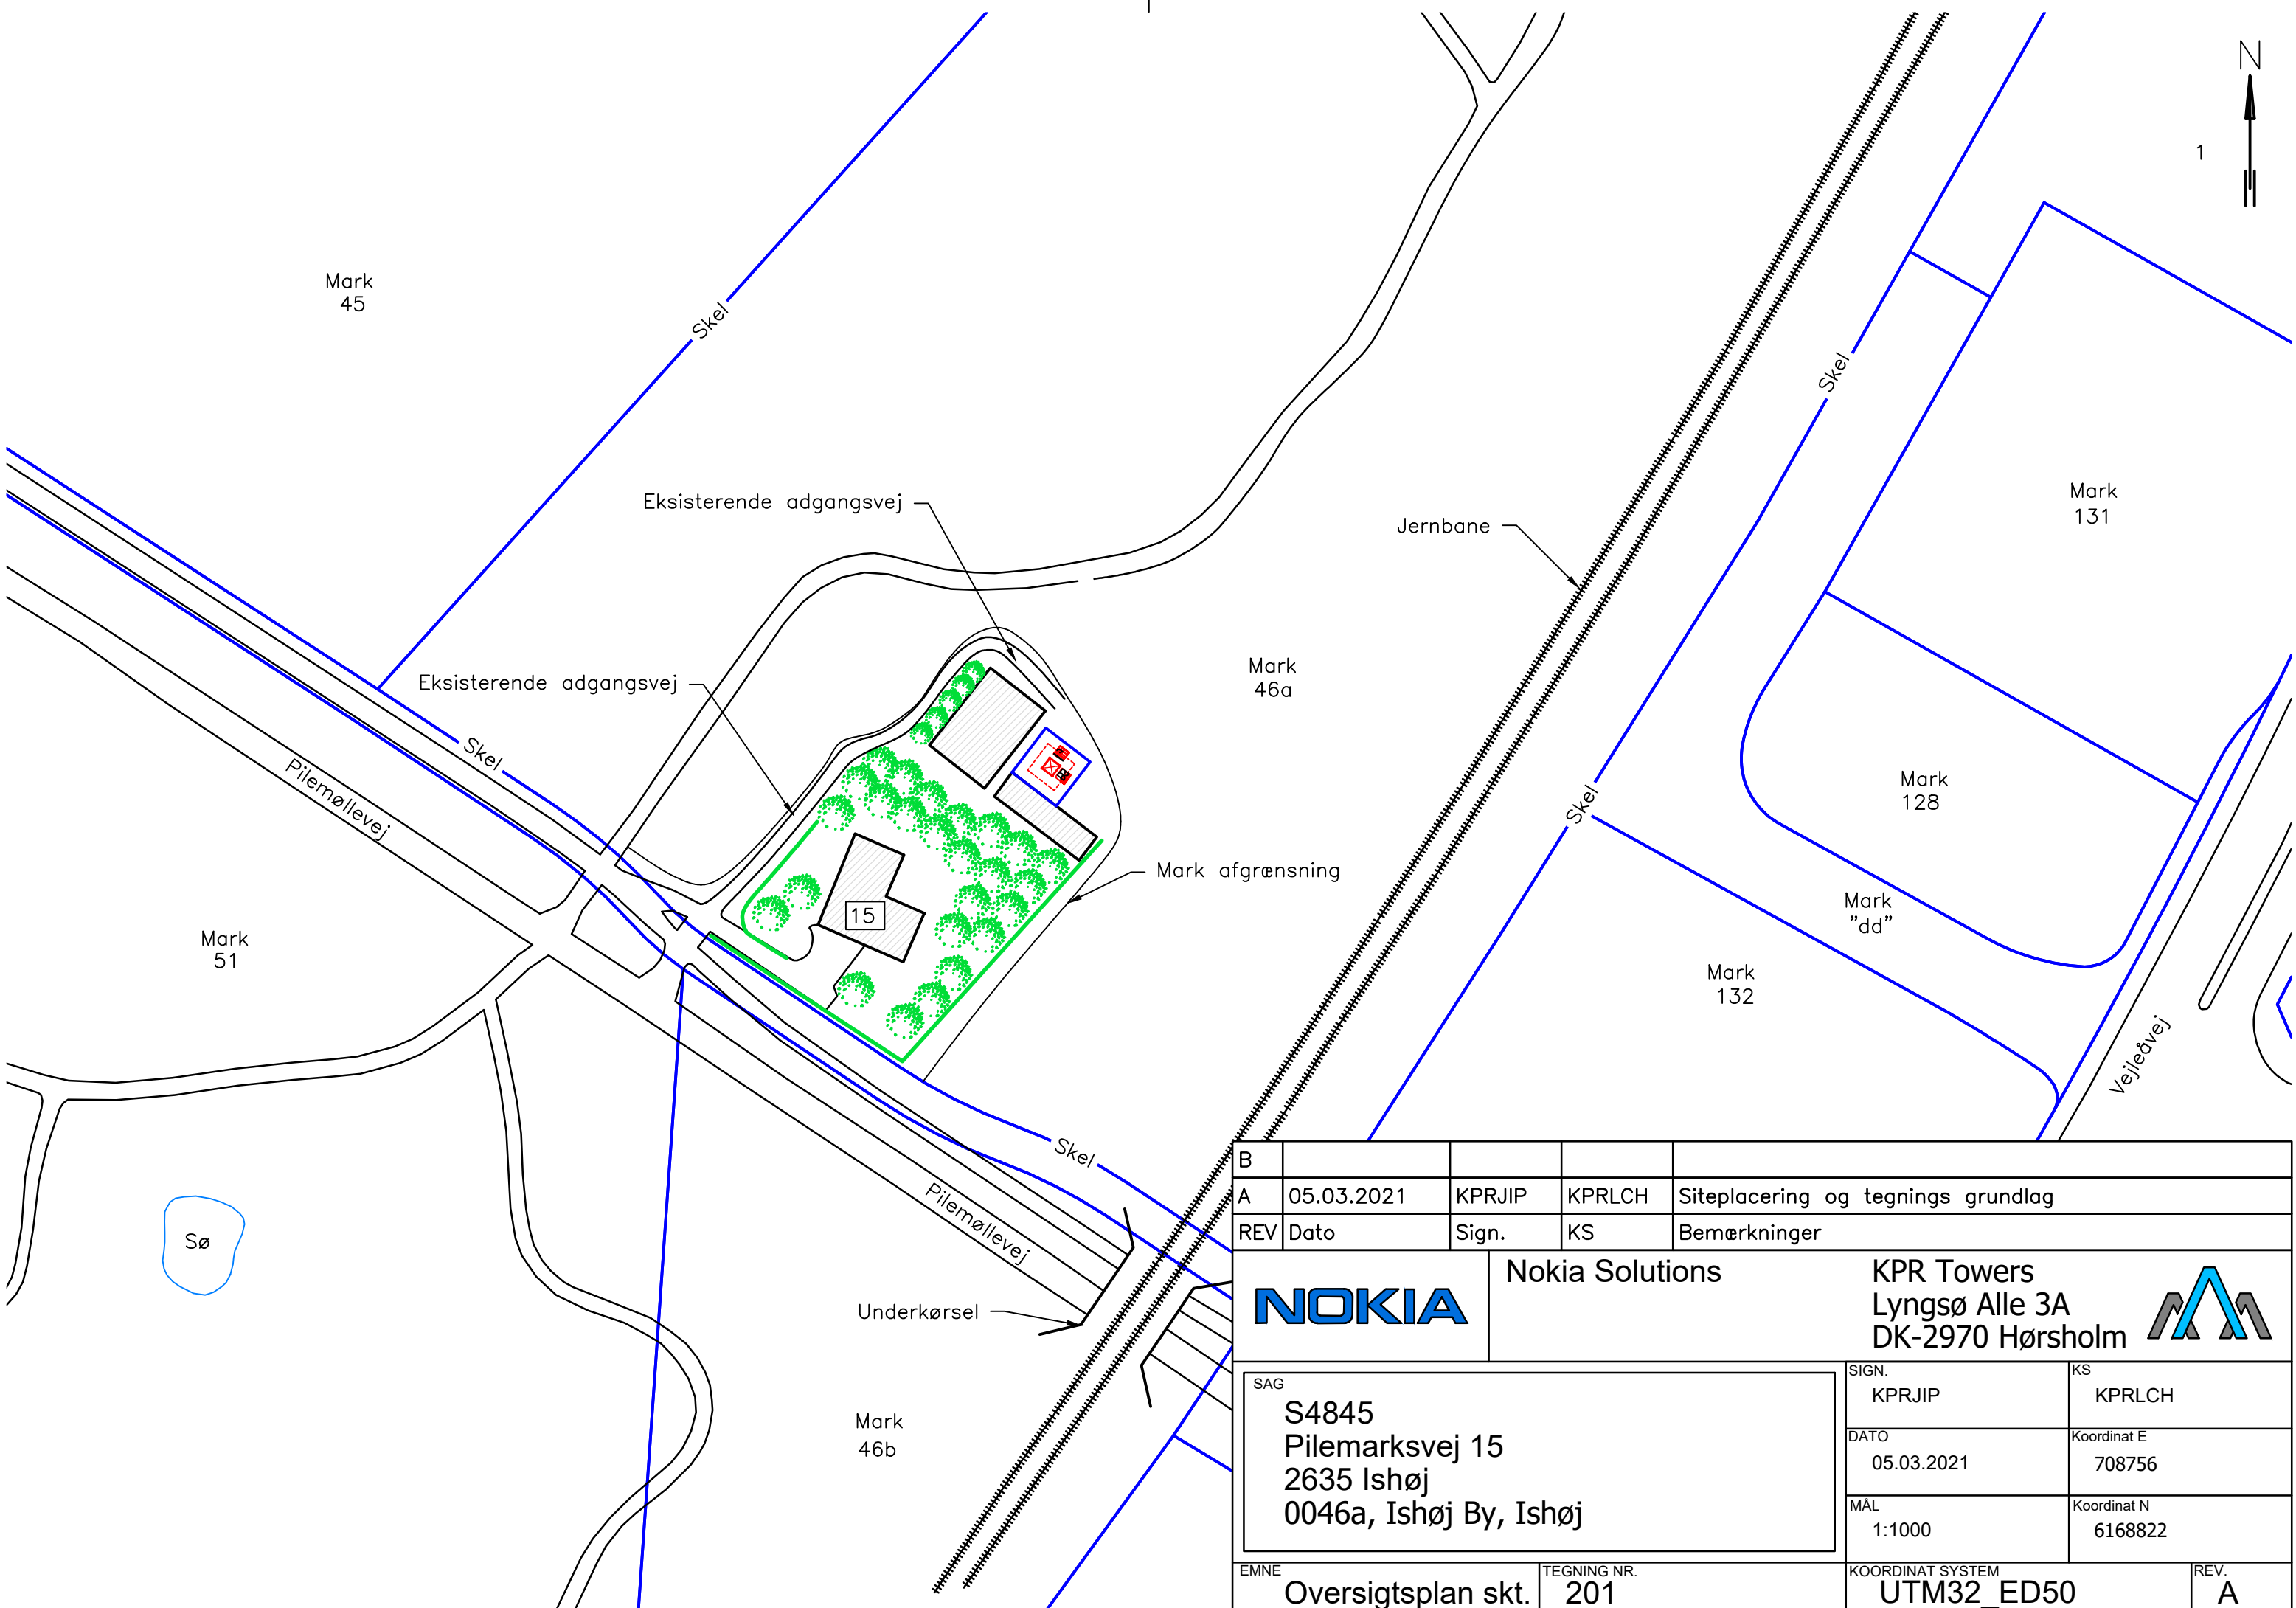 N
1
Mark
45
Skel
Skel
Eksisterende adgangsvej
Jernbane
Mark
131
Mark
46a
Eksisterende adgangsvej
Skel
Pilemøllevej
Mark
128
Skel
Mark afgrænsning
15
Mark
"dd"
Mark
51
Mark
132
Vejleåvej
Skel
Pilemøllevej
Sø
Underkørsel
Mark
46b
B
A 05.03.2021 KPRJIP KPRLCH Siteplacering og tegnings grundlag
REV Dato Sign. KS Bemærkninger
NOKIA
Nokia Solutions
KPR Towers
Lyngsø Alle 3A
DK-2970 Hørsholm
SAG
S4845
Pilemarksvej 15
2635 Ishøj
0046a, Ishøj By, Ishøj
SIGN.
KPRJIP
KS
KPRLCH
DATO
05.03.2021
Koordinat E
708756
MÅL
1:1000
Koordinat N
6168822
EMNE
Oversigtsplan skt.
TEGNING NR.
201
KOORDINAT SYSTEM
UTM32_ED50
REV.
A